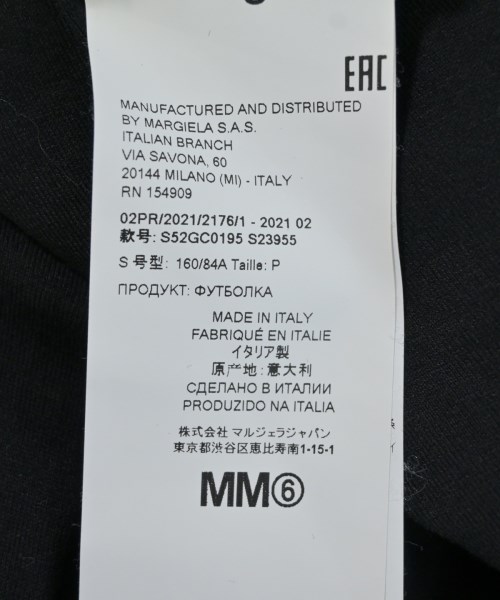 EAC
MANUFACTURED AND DISTRIBUTED
BY MARGIELA S.A.S.
ITALIAN BRANCH
VIA SAVONA, 60
20144 MILANO (MI) - ITALY
RN 154909
02PR/2021/2176/1 - 2021 02
款号: S52GC0195 S23955
S 号型: 160/84A Taille: P
ПРОДУКТ: ФУТБОЛКА
MADE IN ITALY
FABRIQUÉ EN ITALIE
イタリア製
原产地: 意大利
СДЕЛАНО В ИТАЛИИ
PRODUZIDO NA ITALIA
株式会社 マルジェラジャパン
東京都渋谷区恵比寿南1-15-1
MM⑥